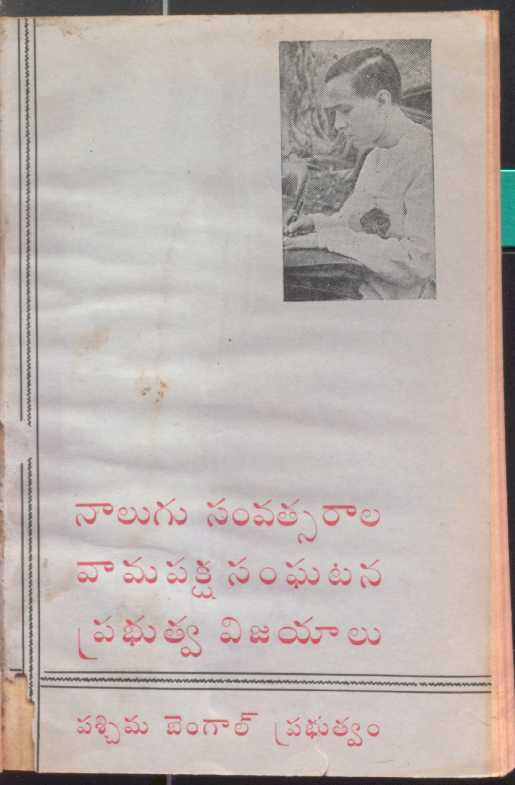 నాలుగు సంవత్సరాల
వామపక్ష సంఘటన
ప్రభుత్వ విజయాలు
పశ్చిమ బెంగాల్ ప్రభుత్వం